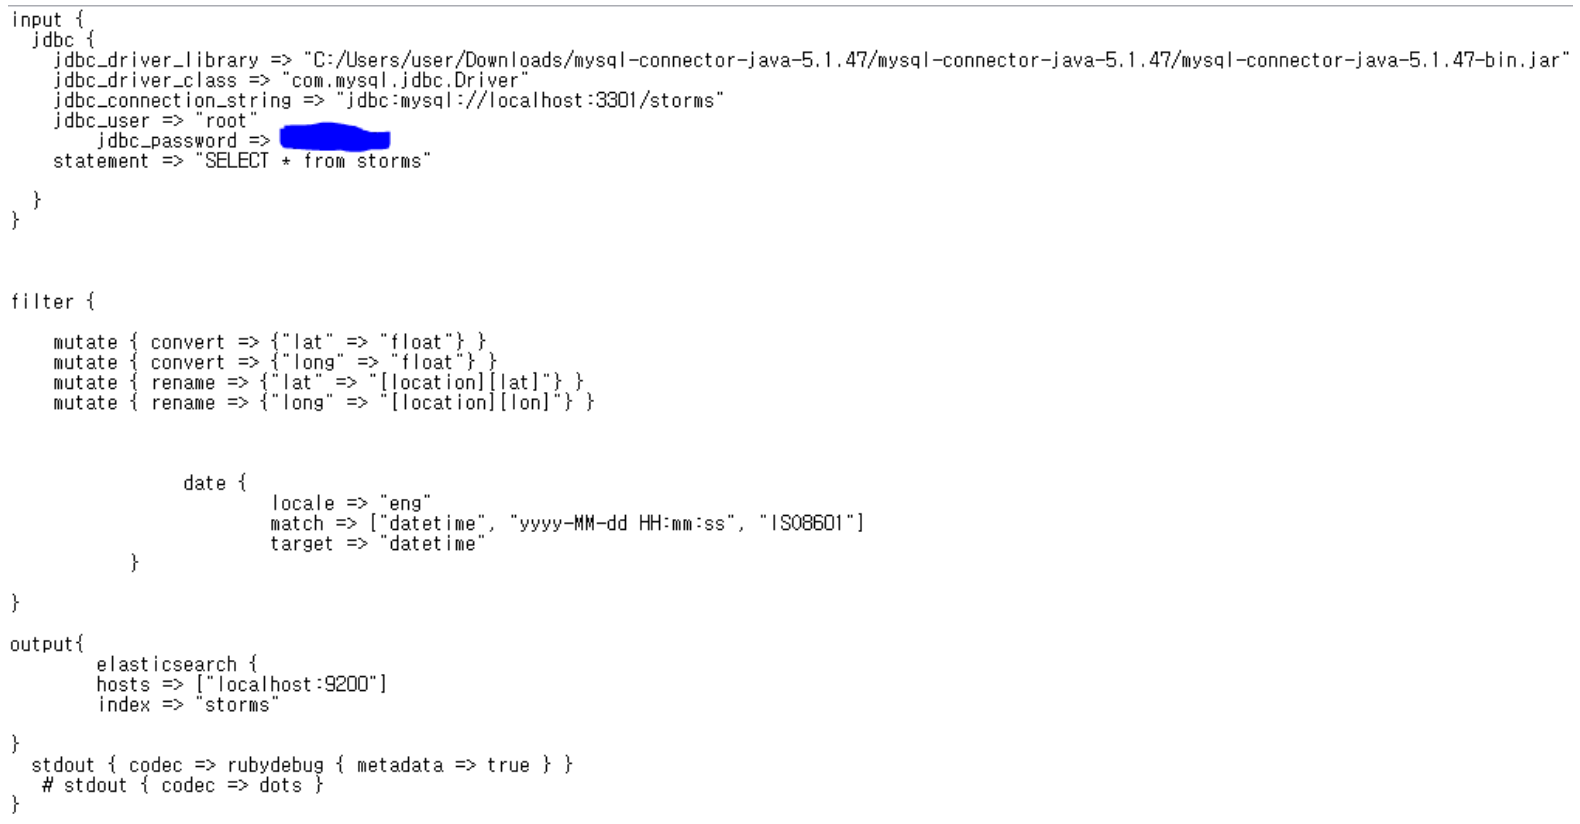 input {
  jdbc {
    jdbc_driver_library => "C:/Users/user/Downloads/mysql-connector-java-5.1.47/mysql-connector-java-5.1.47/mysql-connector-java-5.1.47-bin.jar"
    jdbc_driver_class => "com.mysql.jdbc.Driver"
    jdbc_connection_string => "jdbc:mysql://localhost:3301/storms"
    jdbc_user => "root"
        jdbc_password =>
    statement => "SELECT * from storms"
  }
}
filter {
    mutate { convert => {"lat" => "float"} }
    mutate { convert => {"long" => "float"} }
    mutate { rename => {"lat" => "[location][lat]"} }
    mutate { rename => {"long" => "[location][lon]"} }
                date {
                        locale => "eng"
                        match => ["datetime", "yyyy-MM-dd HH:mm:ss", "ISO8601"]
                        target => "datetime"
           }
}
output{
        elasticsearch {
        hosts => ["localhost:9200"]
        index => "storms"
}
  stdout { codec => rubydebug { metadata => true } }
   # stdout { codec => dots }
}